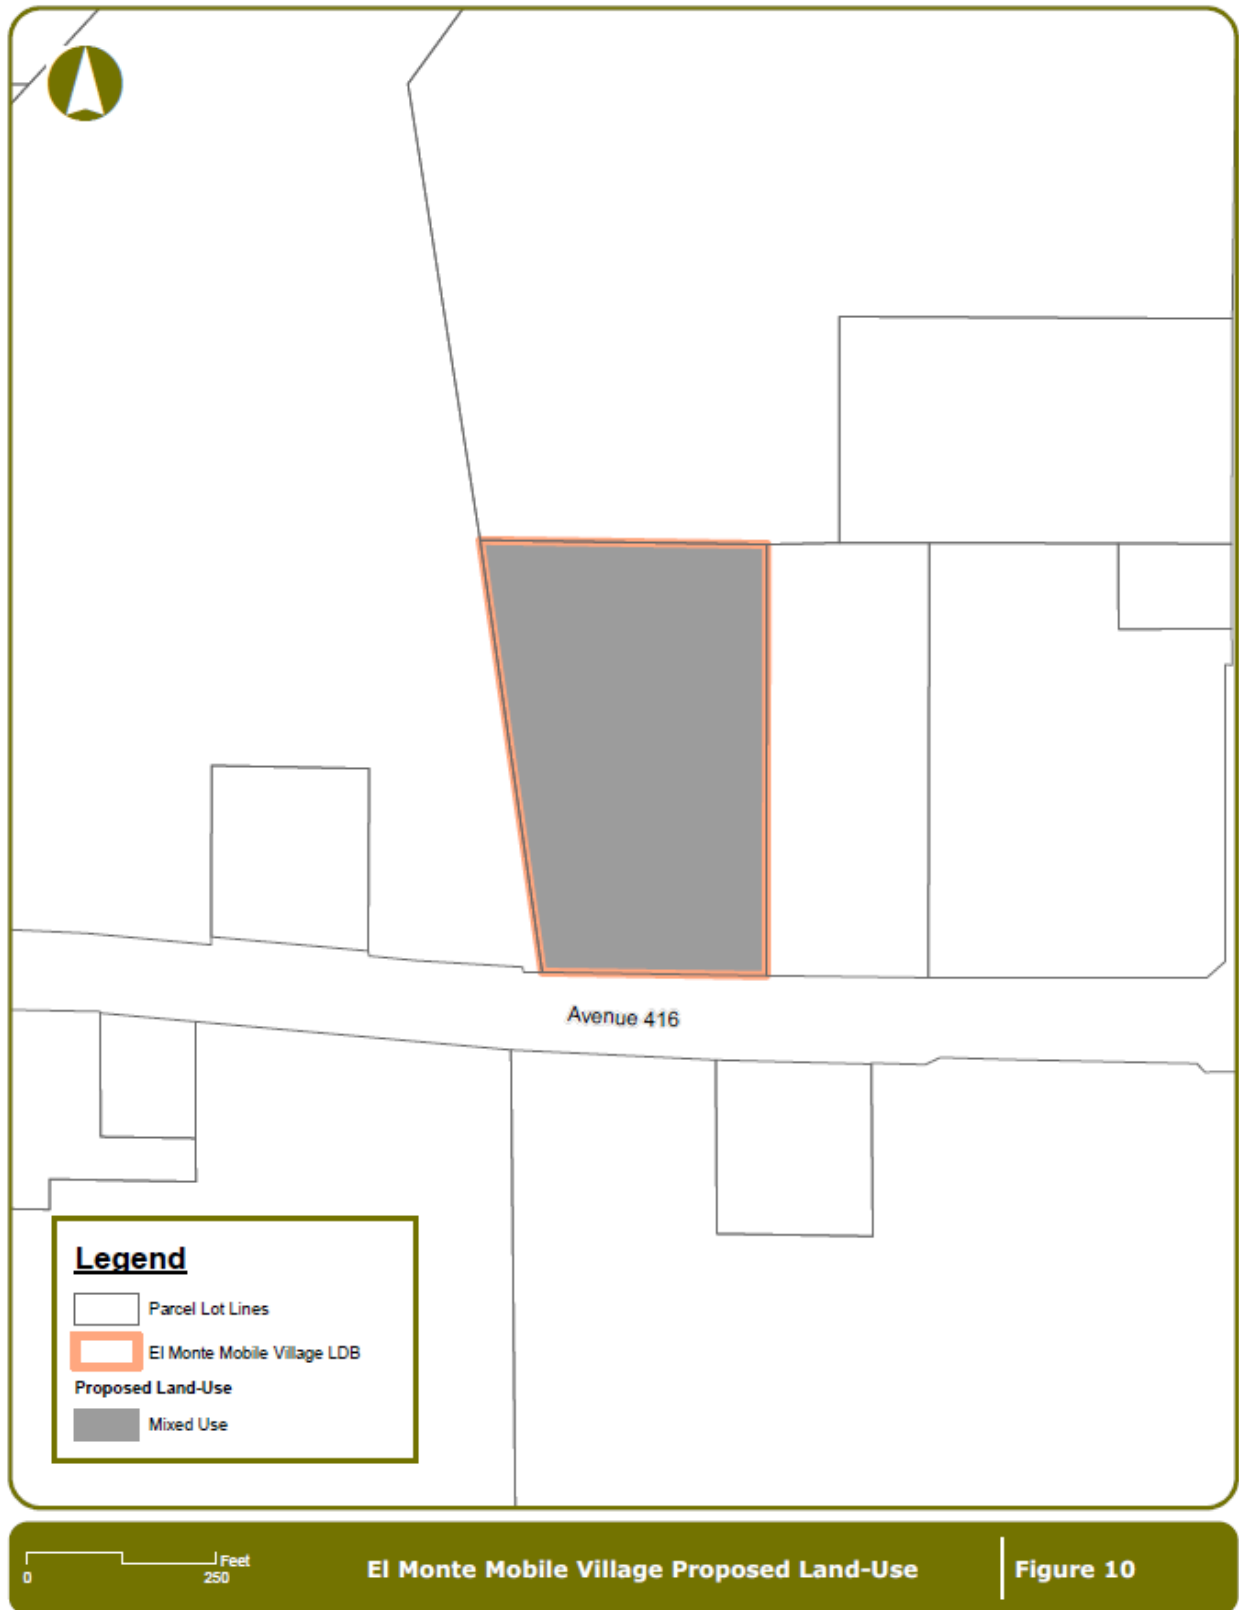 Avenue 416
Legend
Parcel Lot Lines
El Monte Mobile Village LDB
Proposed Land-Use
Mixed Use
Feet
0 250
El Monte Mobile Village Proposed Land-Use
Figure 10